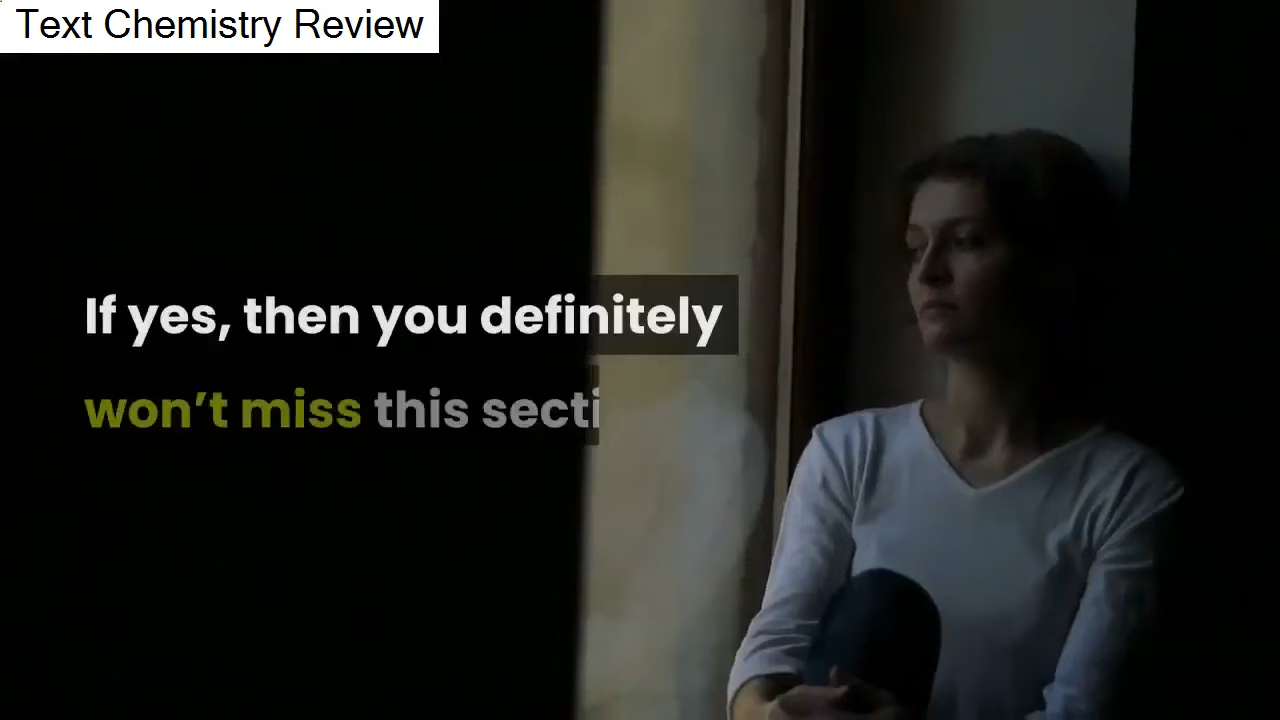 Text Chemistry Review
If yes, then you definitely
won't miss this secti